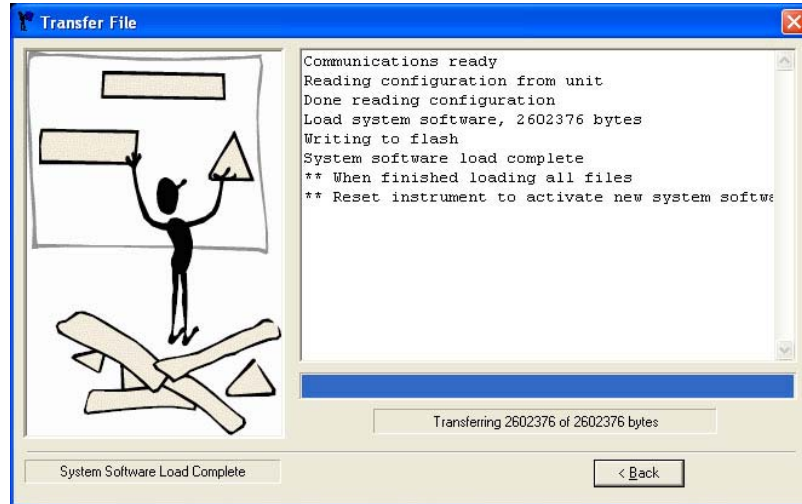 Transfer File
Communications ready
Reading configuration from unit
Done reading configuration
Load system software, 2602376 bytes
Writing to flash
System software load complete
** When finished loading all files
** Reset instrument to activate new system softwa
Transferring 2602376 of 2602376 bytes
System Software Load Complete
< Back